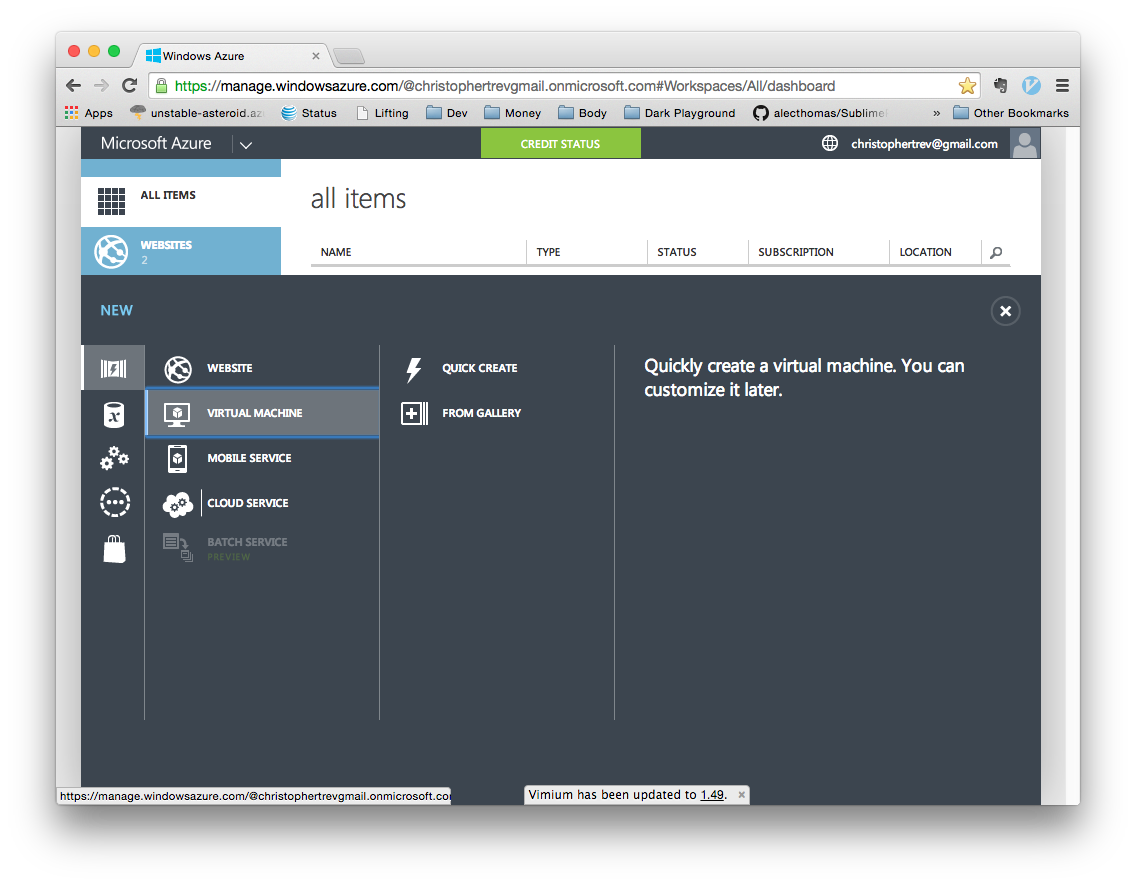 Windows Azure
https://manage.windowsazure.com/@christophertrevgmail.onmicrosoft.com#Workspaces/All/dashboard
Apps unstable-asteroid.az Status Lifting Dev Money Body Dark Playground alecthomas/Sublime » Other Bookmarks
Microsoft Azure CREDIT STATUS christophertrev@gmail.com
ALL ITEMS
all items
WEBSITES
2
NAME TYPE STATUS SUBSCRIPTION LOCATION
NEW
WEBSITE
VIRTUAL MACHINE
MOBILE SERVICE
CLOUD SERVICE
BATCH SERVICE
PREVIEW
QUICK CREATE
FROM GALLERY
Quickly create a virtual machine. You can
customize it later.
https://manage.windowsazure.com/@christophertrevgmail.onmicrosoft.co
Vimium has been updated to 1.49. ×